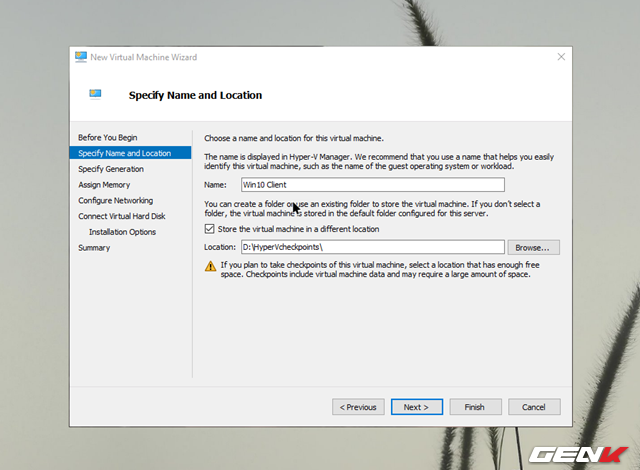 New Virtual Machine Wizard
Specify Name and Location
Before You Begin
Specify Name and Location
Specify Generation
Assign Memory
Configure Networking
Connect Virtual Hard Disk
Installation Options
Summary
Choose a name and location for this virtual machine.
The name is displayed in Hyper-V Manager. We recommend that you use a name that helps you easily
identify this virtual machine, such as the name of the guest operating system or workload.
Name: Win10 Client
You can create a folder or use an existing folder to store the virtual machine. If you don't select a
folder, the virtual machine is stored in the default folder configured for this server.
Store the virtual machine in a different location
Location: D:\HyperVcheckpoints\ Browse...
If you plan to take checkpoints of this virtual machine, select a location that has enough free
space. Checkpoints include virtual machine data and may require a large amount of space.
< Previous Next > Finish Cancel
GENK